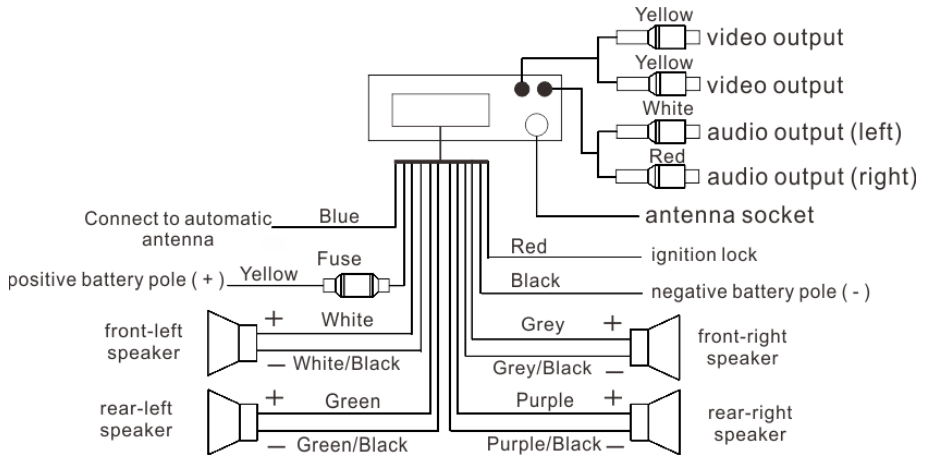 Yellow
video output
Yellow
video output
White
audio output (left)
Red
audio output (right)
antenna socket
Connect to automatic
antenna
Blue
Red
ignition lock
positive battery pole ( + )
Yellow
Fuse
Black
negative battery pole ( - )
front-left
speaker
+
White
– White/Black
Grey
+
Grey/Black –
front-right
speaker
rear-left
speaker
+
Green
– Green/Black
Purple
+
Purple/Black –
rear-right
speaker